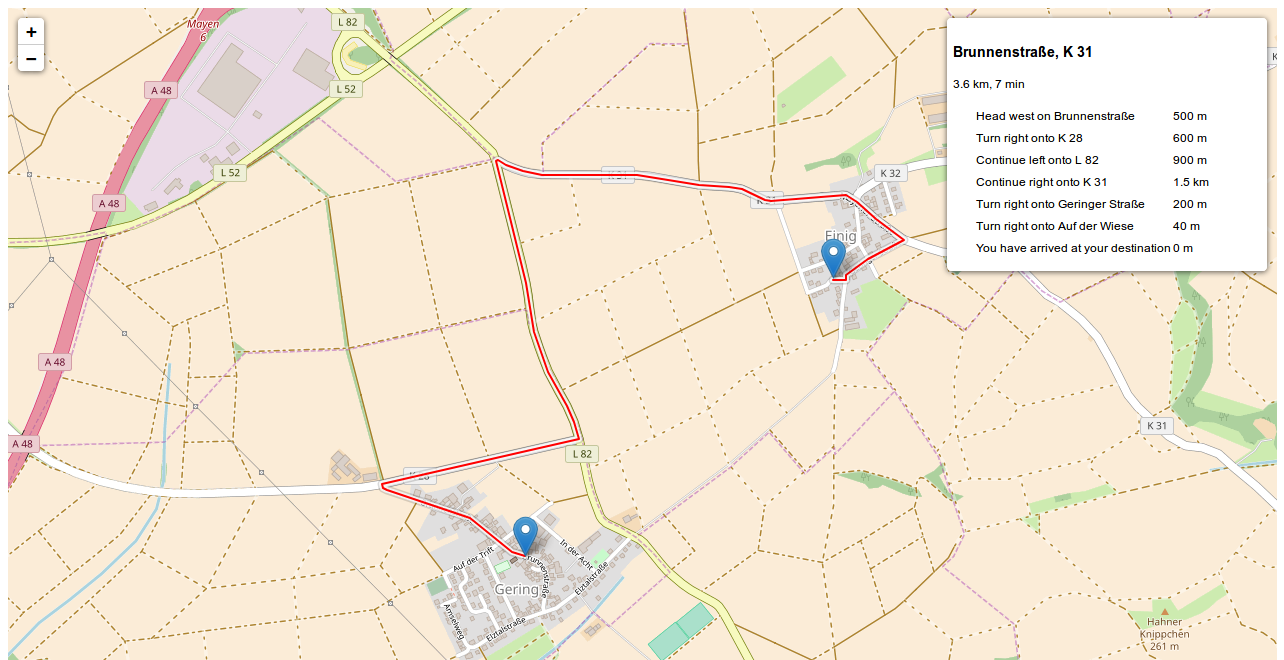 +
−
Mayen
6
L 82
A 48
L 52
L 52
A 48
A 48
A 48
K 32
Einig
K 31
L 82
Auf der Trift
In der Acht
Brunnenstraße
Gering
Elztalstraße
Elztalstraße
Amselweg
Hahner
Knippchen
261 m
Brunnenstraße, K 31
3.6 km, 7 min
Head west on Brunnenstraße 500 m
Turn right onto K 28 600 m
Continue left onto L 82 900 m
Continue right onto K 31 1.5 km
Turn right onto Geringer Straße 200 m
Turn right onto Auf der Wiese 40 m
You have arrived at your destination 0 m